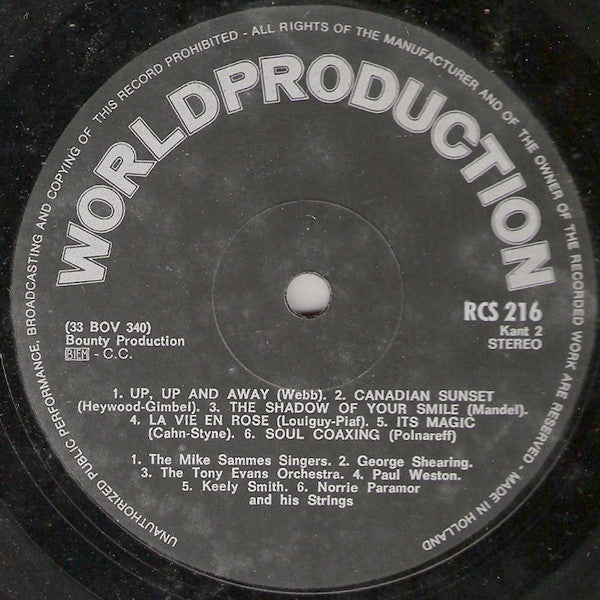 UNAUTHORIZED PUBLIC PERFORMANCE, BROADCASTING AND COPYING OF THIS RECORD PROHIBITED - ALL RIGHTS OF THE MANUFACTURER AND OF THE OWNER OF THE RECORDED WORK ARE RESERVED - MADE IN HOLLAND
WORLDPRODUCTION
(33 BOV 340)
Bounty Production
BIEM - C.C.
RCS 216
Kant 2
STEREO
1. UP, UP AND AWAY (Webb). 2. CANADIAN SUNSET
(Heywood-Gimbel). 3. THE SHADOW OF YOUR SMILE (Mandel).
4. LA VIE EN ROSE (Louiguy-Piaf). 5. ITS MAGIC
(Cahn-Styne). 6. SOUL COAXING (Polnareff)
1. The Mike Sammes Singers. 2. George Shearing.
3. The Tony Evans Orchestra. 4. Paul Weston.
5. Keely Smith. 6. Norrie Paramor
and his Strings